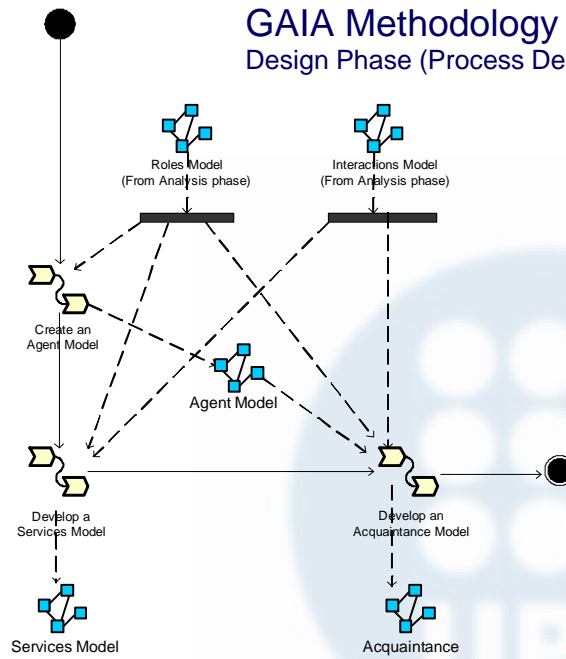 GAIA Methodology
Design Phase (Process De
Roles Model
(From Analysis phase)
Interactions Model
(From Analysis phase)
Create an
Agent Model
Agent Model
Develop a
Services Model
Develop an
Acquaintance Model
Services Model
Acquaintance